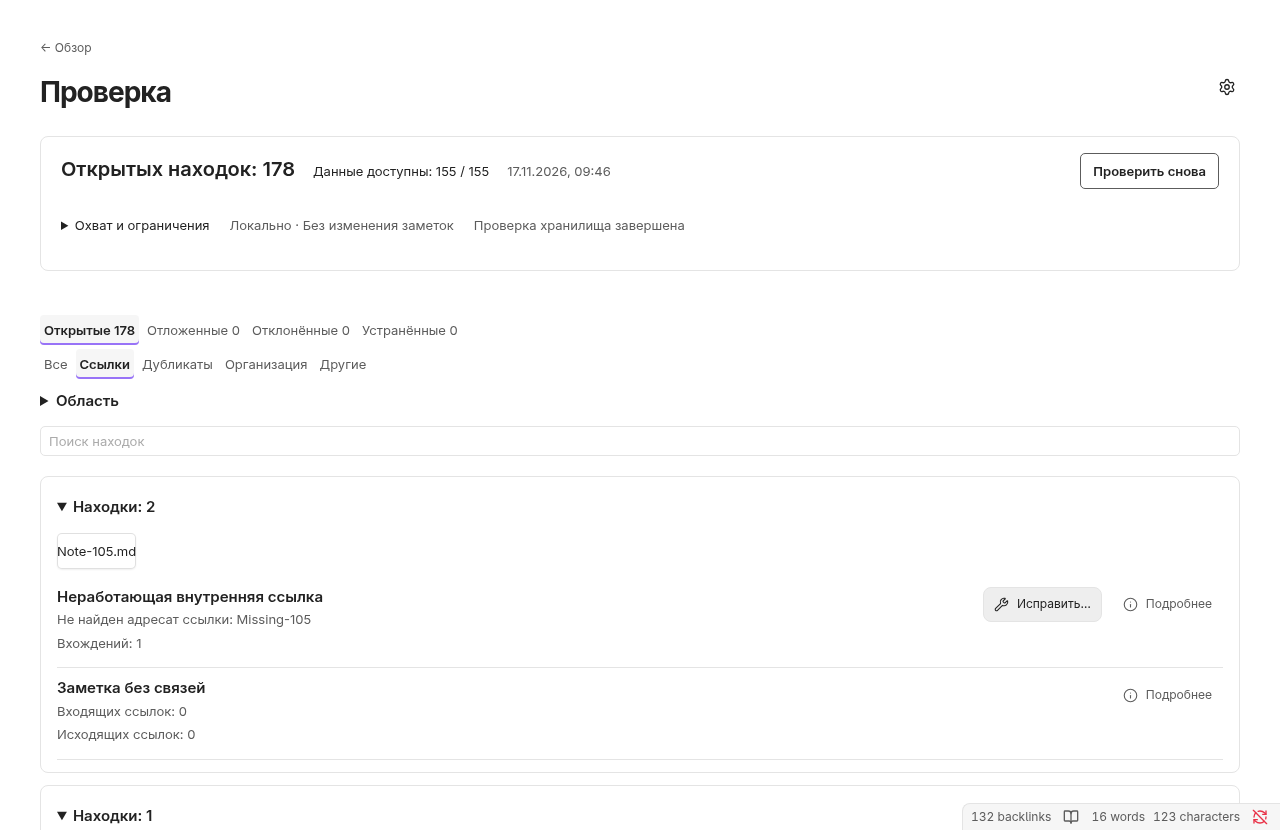 ← Обзор
Проверка
Открытых находок: 178 Данные доступны: 155 / 155 17.11.2026, 09:46 Проверить снова
▶ Охват и ограничения Локально · Без изменения заметок Проверка хранилища завершена
Открытые 178 Отложенные 0 Отклонённые 0 Устранённые 0
Все Ссылки Дубликаты Организация Другие
▶ Область
Поиск находок
▼ Находки: 2
Note-105.md
Неработающая внутренняя ссылка
Не найден адресат ссылки: Missing-105
Вхождений: 1
Исправить... Подробнее
Заметка без связей
Входящих ссылок: 0
Исходящих ссылок: 0
Подробнее
▼ Находки: 1
132 backlinks 16 words 123 characters